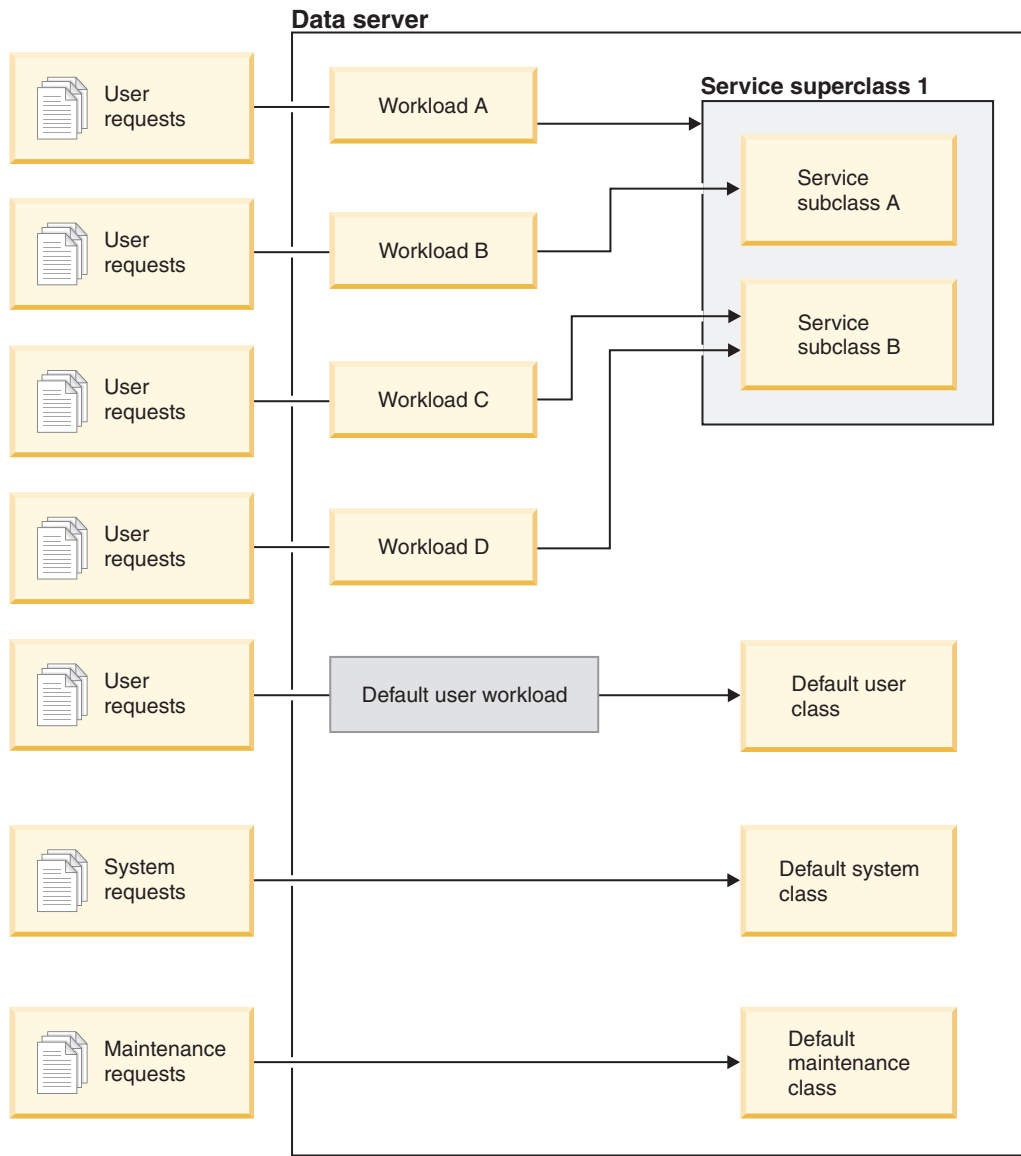 Data server
User
requests
Workload A
Service superclass 1
Service
subclass A
User
requests
Workload B
Service
subclass B
User
requests
Workload C
User
requests
Workload D
User
requests
Default user workload
Default user
class
System
requests
Default system
class
Maintenance
requests
Default
maintenance
class